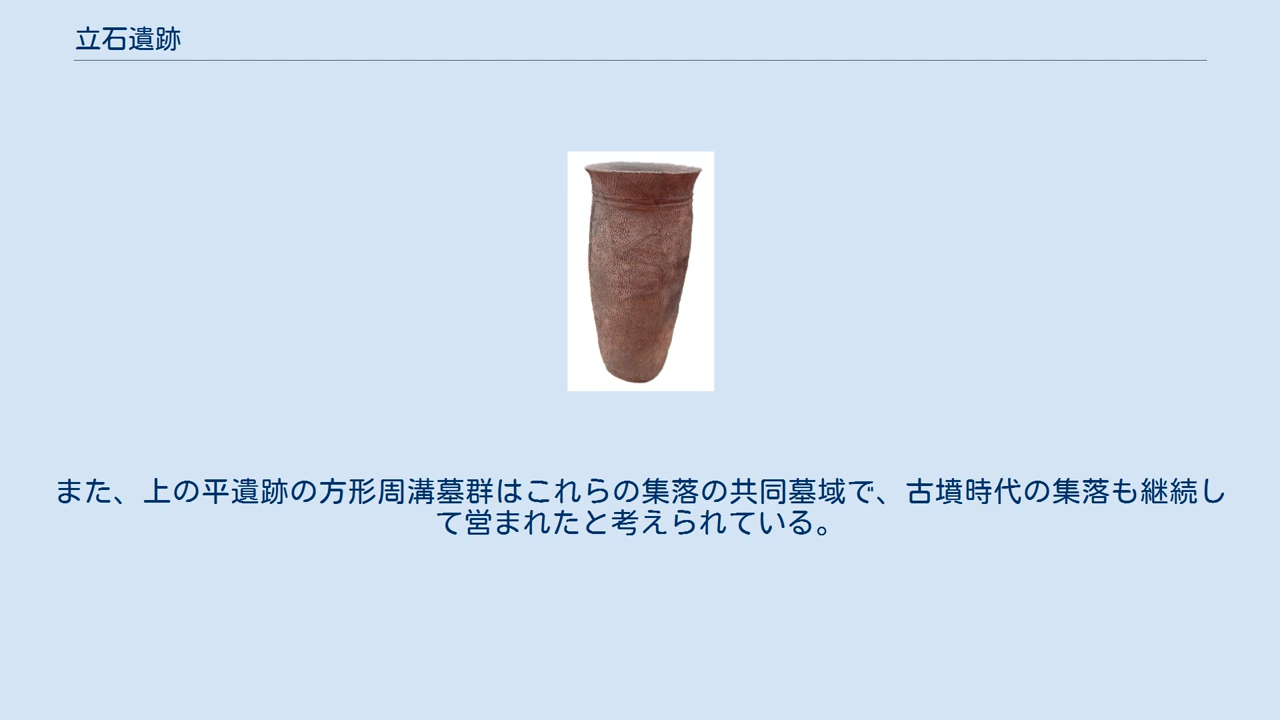 立石遺跡
また、上の平遺跡の方形周溝墓群はこれらの集落の共同墓域で、古墳時代の集落も継続し
て営まれたと考えられている。